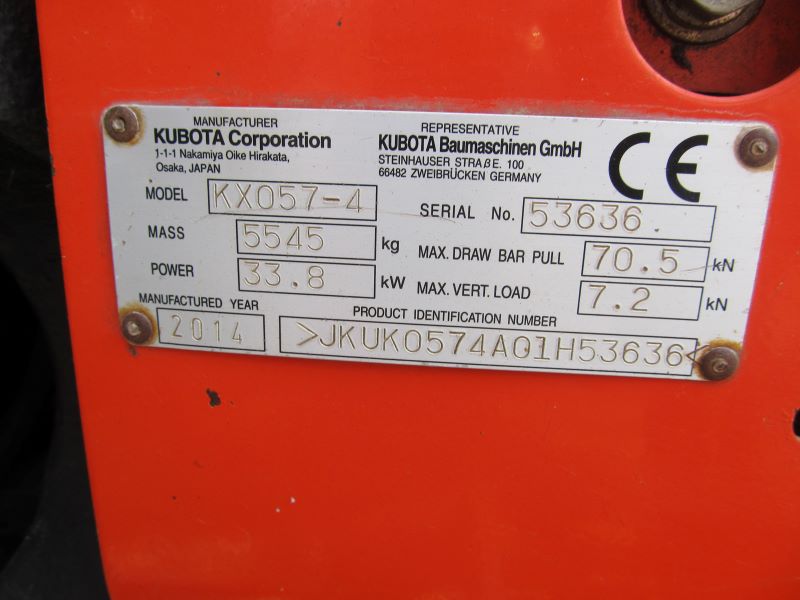 MANUFACTURER
KUBOTA Corporation
1-1-1 Nakamiya Oike Hirakata,
Osaka, JAPAN
REPRESENTATIVE
KUBOTA Baumaschinen GmbH
STEINHAUSER STRAßE. 100
66482 ZWEIBRÜCKEN GERMANY
CE
MODEL KX057-4
SERIAL No. 53636
MASS 5545 kg
MAX. DRAW BAR PULL 70.5 kN
POWER 33.8 kW
MAX. VERT. LOAD 7.2 kN
MANUFACTURED YEAR
2014
PRODUCT IDENTIFICATION NUMBER
>JKUK0574A01H53636<